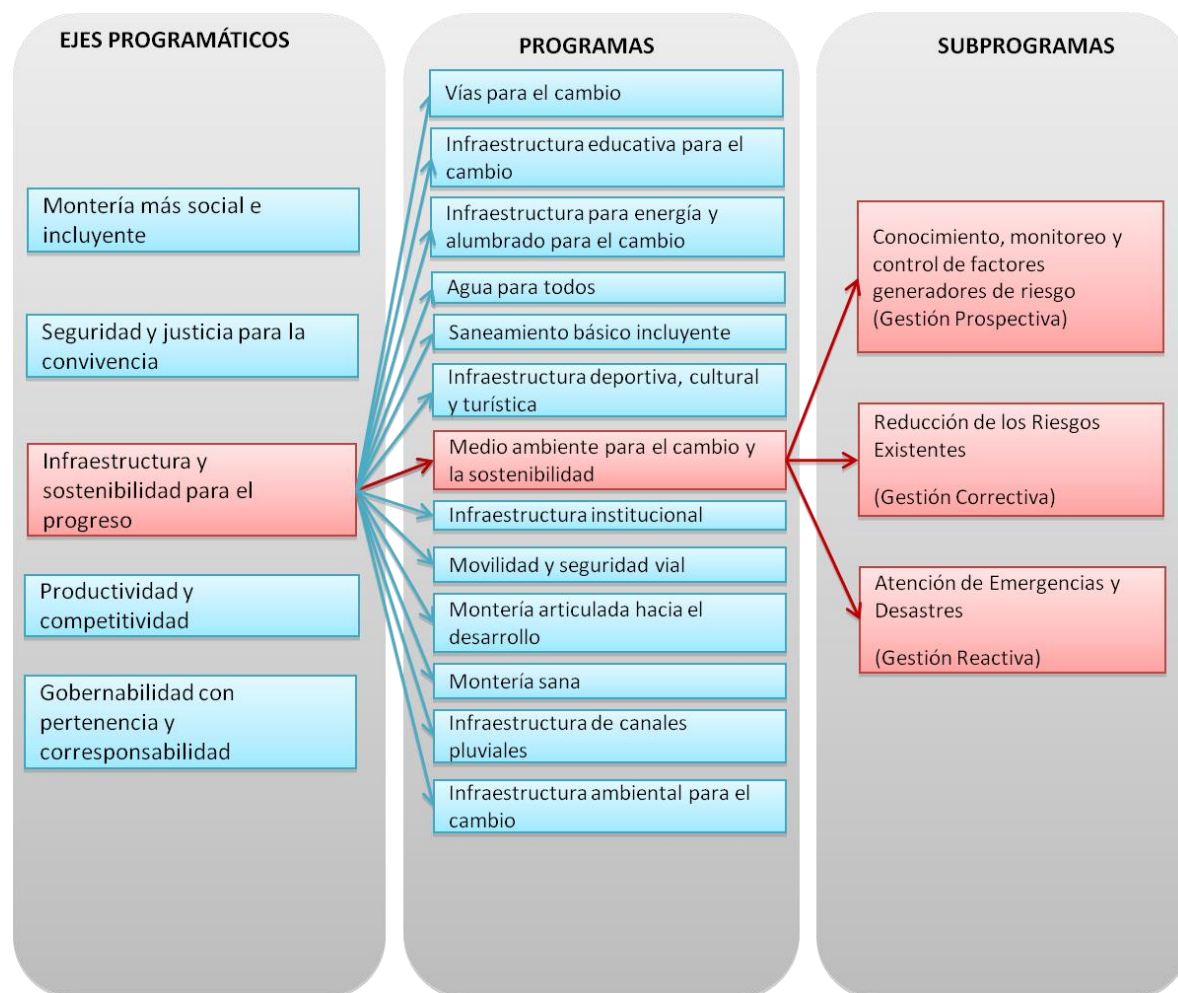 EJES PROGRAMÁTICOS
Montería más social e
incluyente
Seguridad y justicia para la
convivencia
Infraestructura y
sostenibilidad para el
progreso
Productividad y
competitividad
Gobernabilidad con
pertenencia y
corresponsabilidad
PROGRAMAS
Vías para el cambio
Infraestructura educativa para el
cambio
Infraestructura para energía y
alumbrado para el cambio
Agua para todos
Saneamiento básico incluyente
Infraestructura deportiva, cultural
y turística
Medio ambiente para el cambio y
la sostenibilidad
Infraestructura institucional
Movilidad y seguridad vial
Montería articulada hacia el
desarrollo
Montería sana
Infraestructura de canales
pluviales
Infraestructura ambiental para el
cambio
SUBPROGRAMAS
Conocimiento, monitoreo y
control de factores
generadores de riesgo
(Gestión Prospectiva)
Reducción de los Riesgos
Existentes
(Gestión Correctiva)
Atención de Emergencias y
Desastres
(Gestión Reactiva)